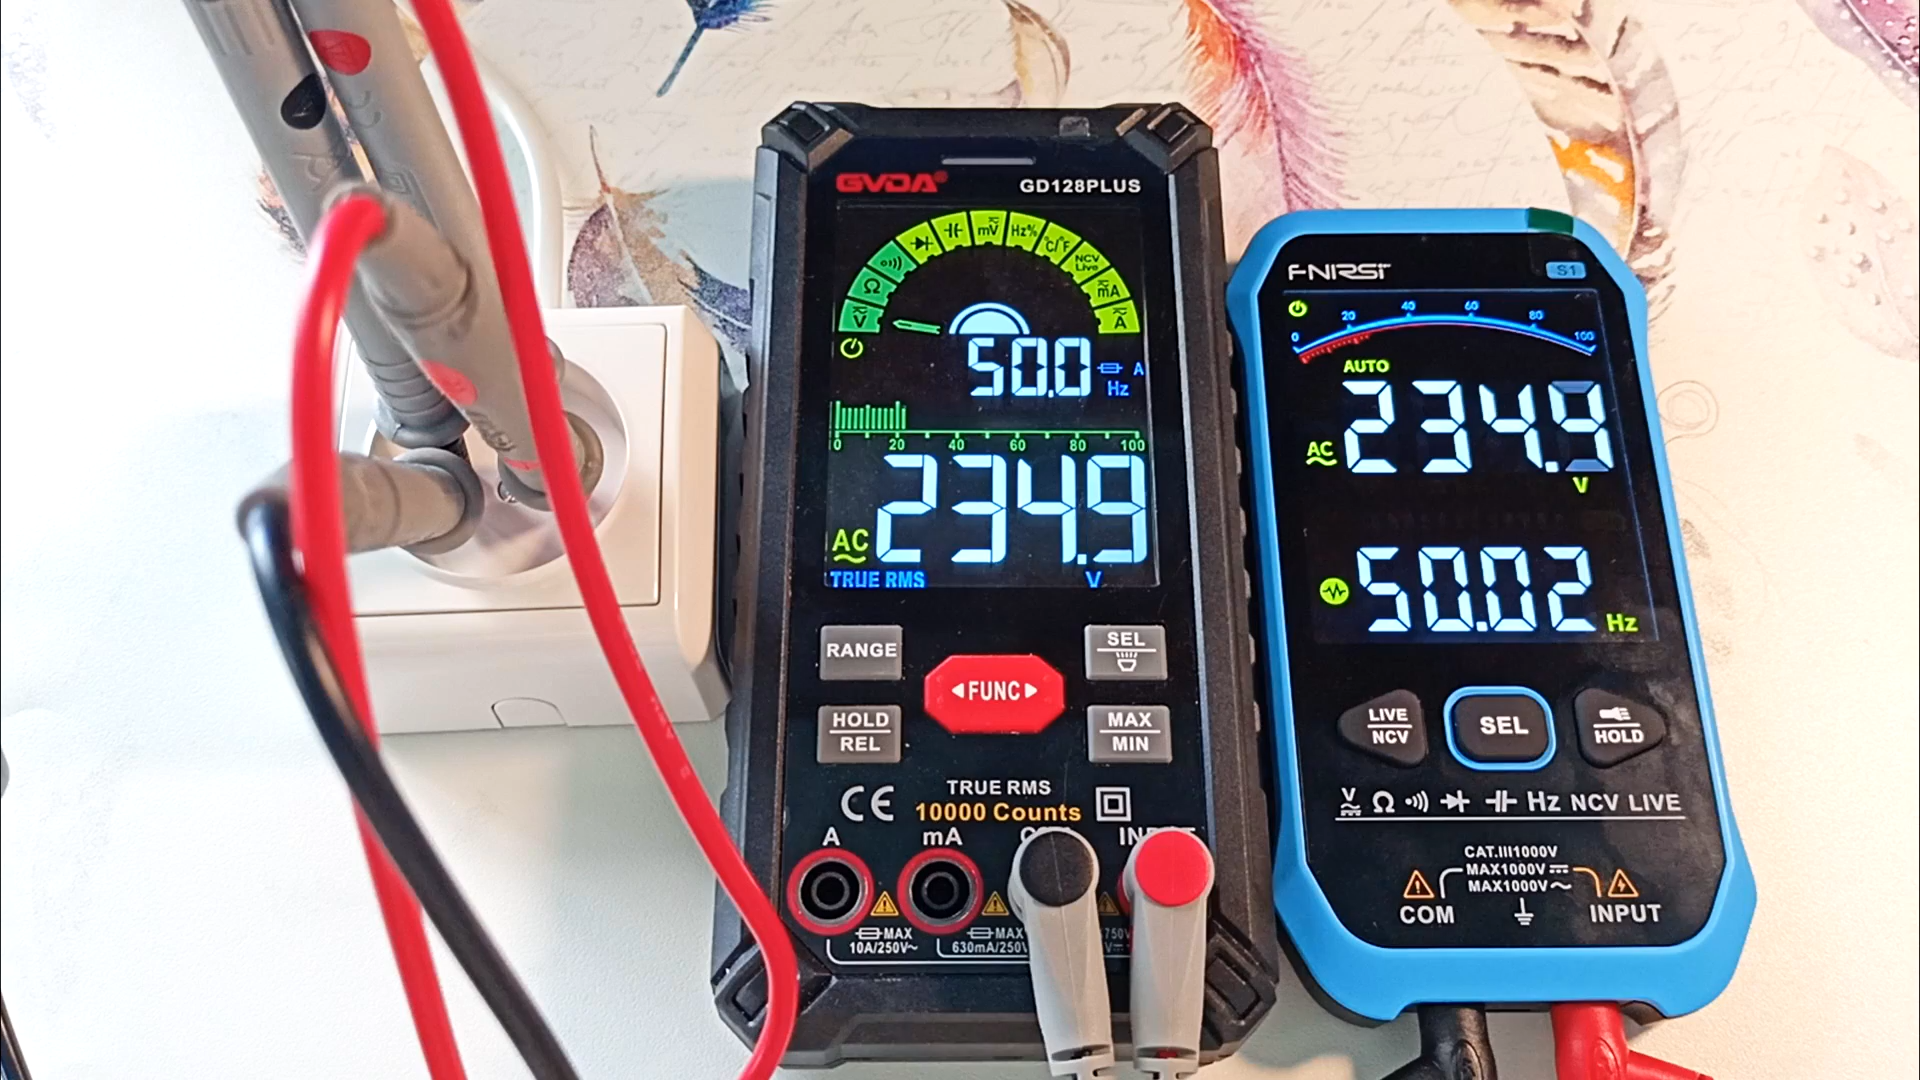 GVDA®
GD128PLUS
V Ω mV Hz% °C/°F NCV Live mA A
50.0 A
Hz
0 20 40 60 80 100
AC 234.9
TRUE RMS V
RANGE
SEL
◄FUNC►
HOLD
REL
MAX
MIN
TRUE RMS
CE 10000 Counts
A mA
MAX
10A/250V~
MAX
630mA/250V
FNIRSI
S1
0 20 40 60 80 100
AUTO
AC 234.9
V
50.02 Hz
LIVE
NCV
SEL
HOLD
V Ω Hz NCV LIVE
CAT.III1000V
MAX1000V
MAX1000V~
COM INPUT